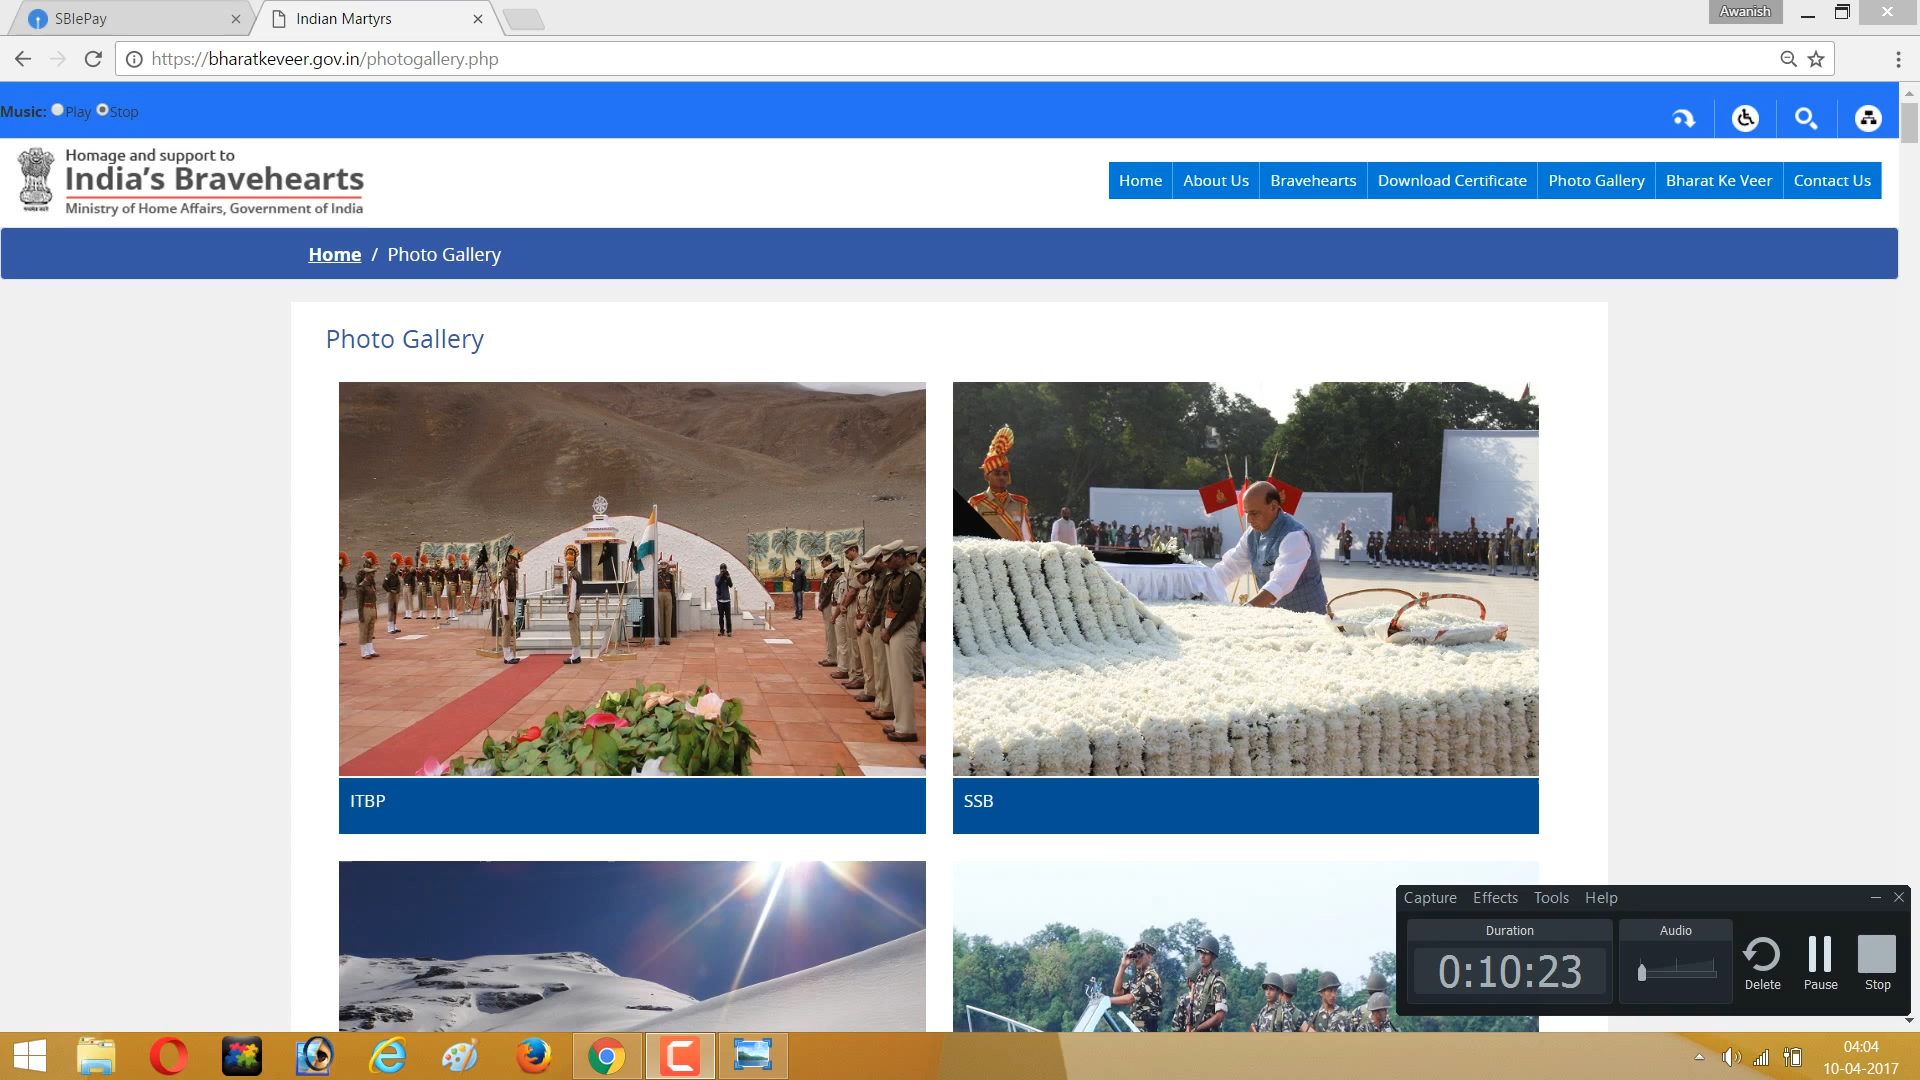 SBIePay
Indian Martyrs
Awanish
https://bharatkeveer.gov.in/photogallery.php
Music: Play Stop
Homage and support to
India's Bravehearts
Ministry of Home Affairs, Government of India
Home About Us Bravehearts Download Certificate Photo Gallery Bharat Ke Veer Contact Us
Home / Photo Gallery
Photo Gallery
ITBP
SSB
Capture Effects Tools Help
Duration
Audio
0:10:23
Delete Pause Stop
04:04
10-04-2017